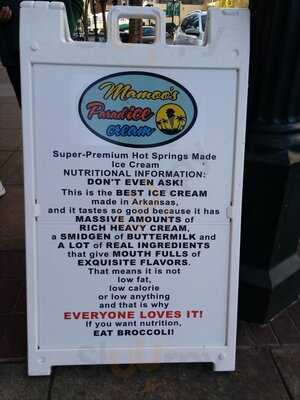 Mamoo's
Paradice
cream
Super-Premium Hot Springs Made
Ice Cream
NUTRITIONAL INFORMATION:
DON'T EVEN ASK!
This is the BEST ICE CREAM
made in Arkansas,
and it tastes so good because it has
MASSIVE AMOUNTS of
RICH HEAVY CREAM,
a SMIDGEN of BUTTERMILK and
A LOT of REAL INGREDIENTS
that give MOUTH FULLS of
EXQUISITE FLAVORS.
That means it is not
low fat,
low calorie
or low anything
and that is why
EVERYONE LOVES IT!
If you want nutrition,
EAT BROCCOLI!